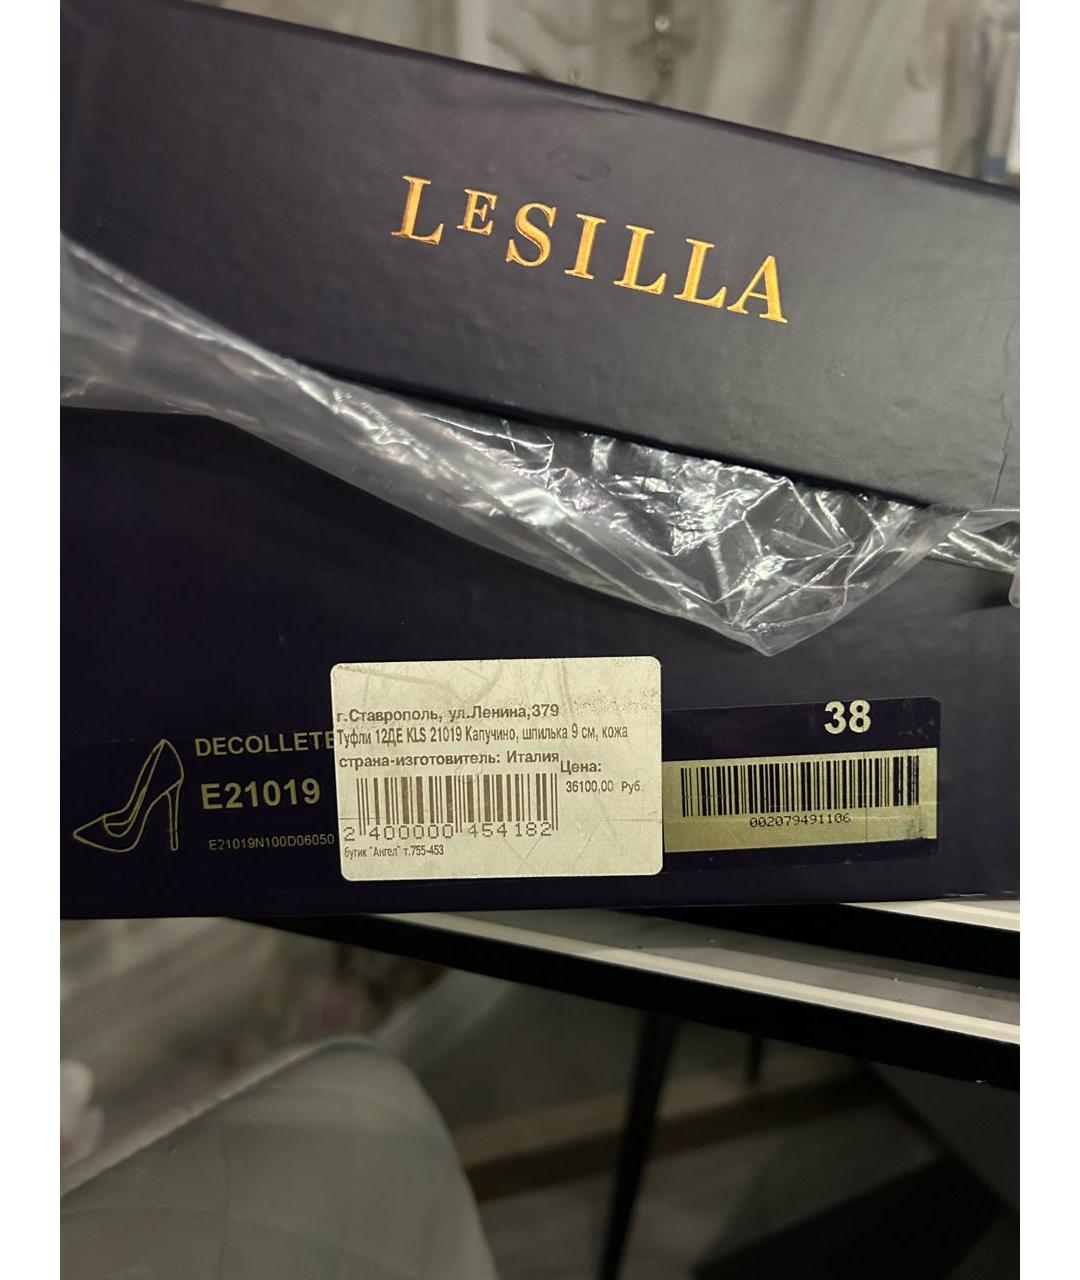 LESILLA
38
DECOLLETE
E21019
E21019N100D06050
г.Ставрополь, ул.Ленина,379
Туфли 12ДЕ KLS 21019 Капучино, шпилька 9 см, кожа
страна-изготовитель: Италия
Цена:
36100,00 Руб.
2 400000 454182
бутик "Ангел" т.755-453
002079491106